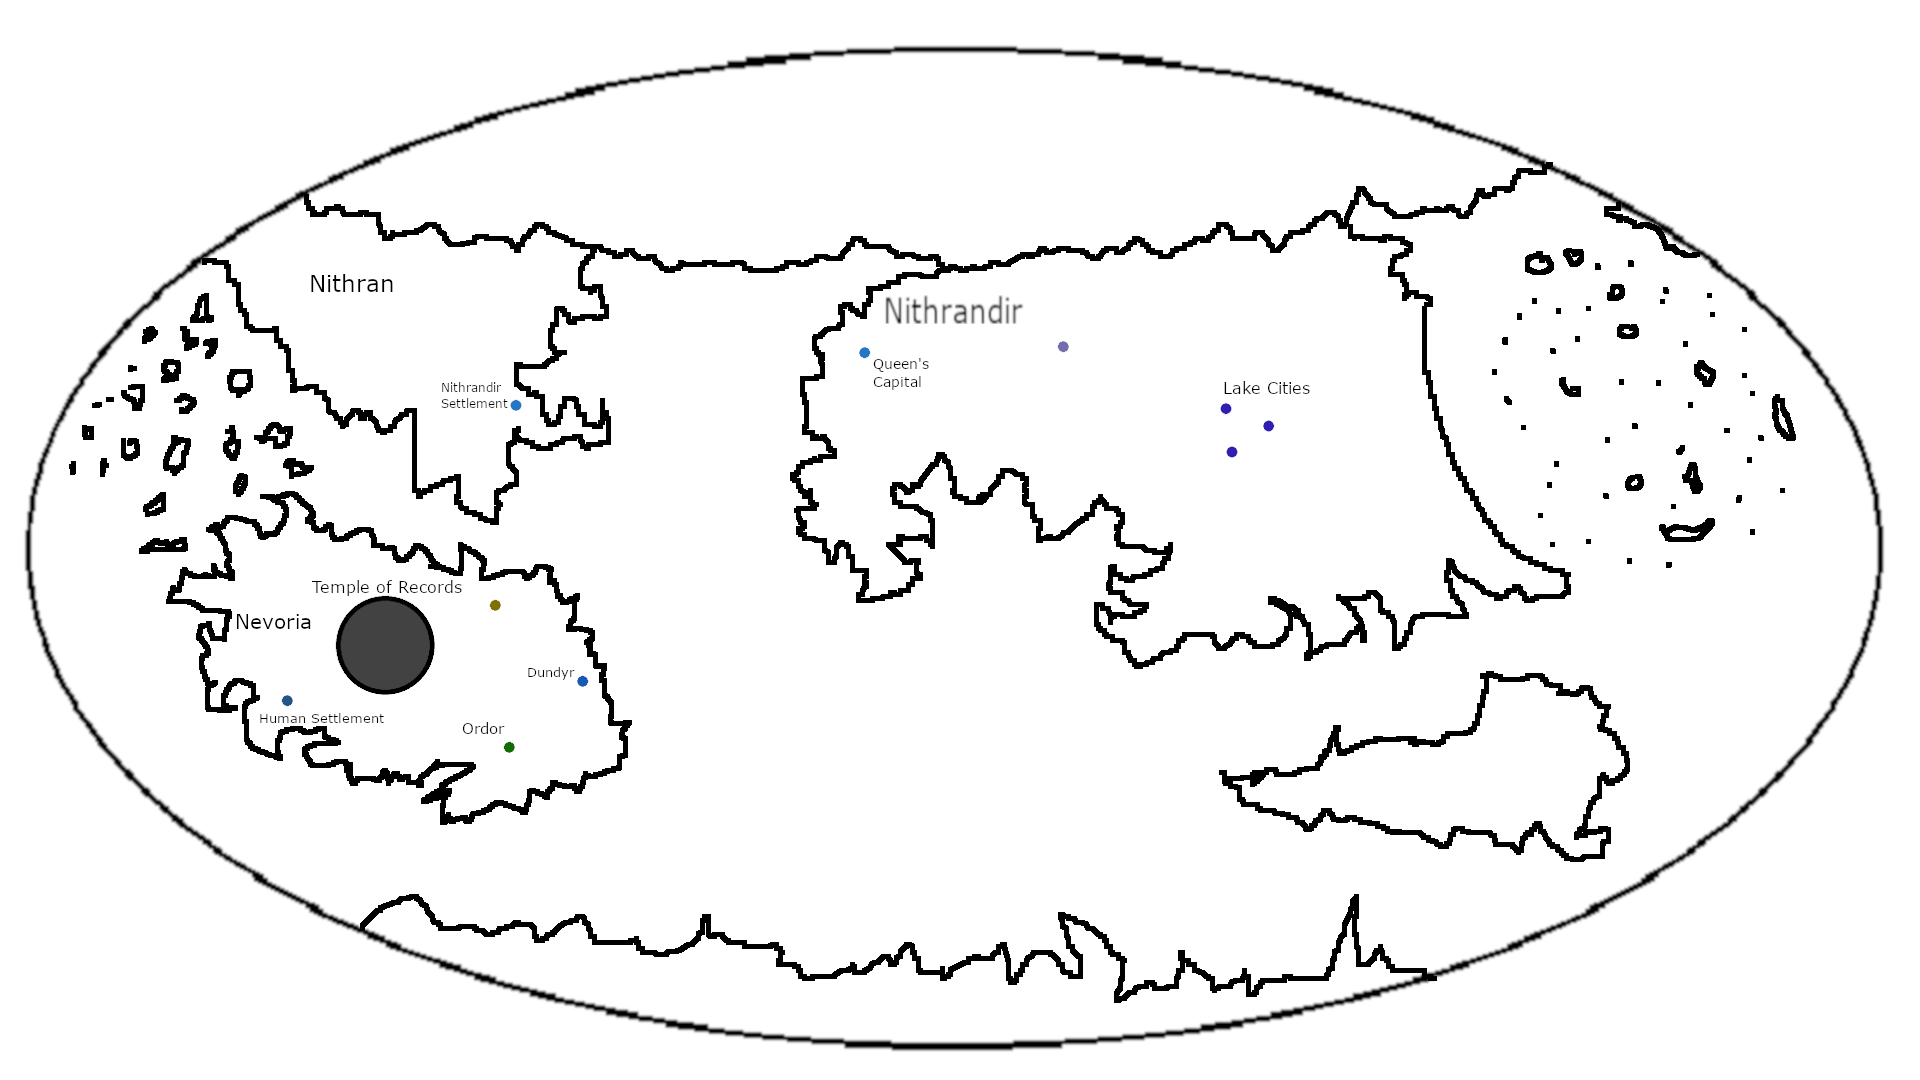 Nithran
Nithrandir
Queen's
Capital
Nithrandir
Settlement
Lake Cities
Temple of Records
Nevoria
Dundyr
Human Settlement
Ordor